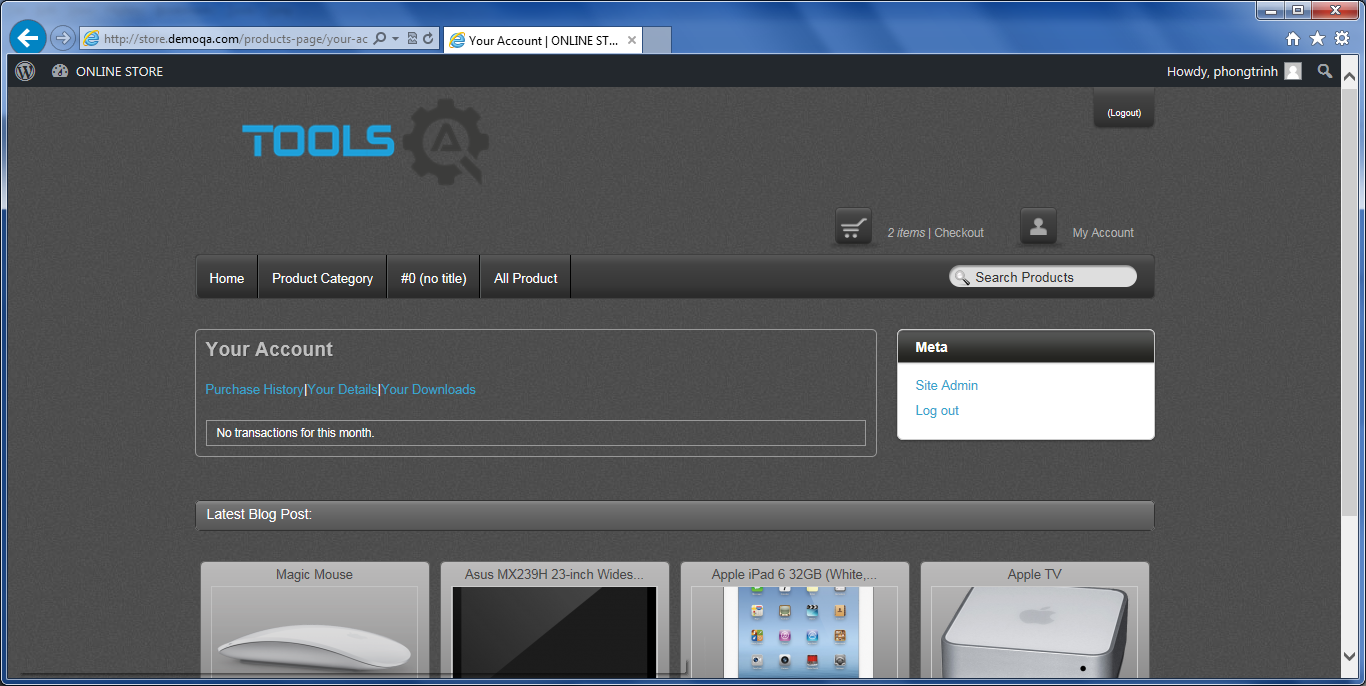 http://store.demoqa.com/products-page/your-ac
Your Account | ONLINE ST...
ONLINE STORE
Howdy, phongtrinh
(Logout)
TOOLS
2 items | Checkout
My Account
Home
Product Category
#0 (no title)
All Product
Search Products
Your Account
Purchase History|Your Details|Your Downloads
No transactions for this month.
Meta
Site Admin
Log out
Latest Blog Post:
Magic Mouse
Asus MX239H 23-inch Wides...
Apple iPad 6 32GB (White,...
Apple TV